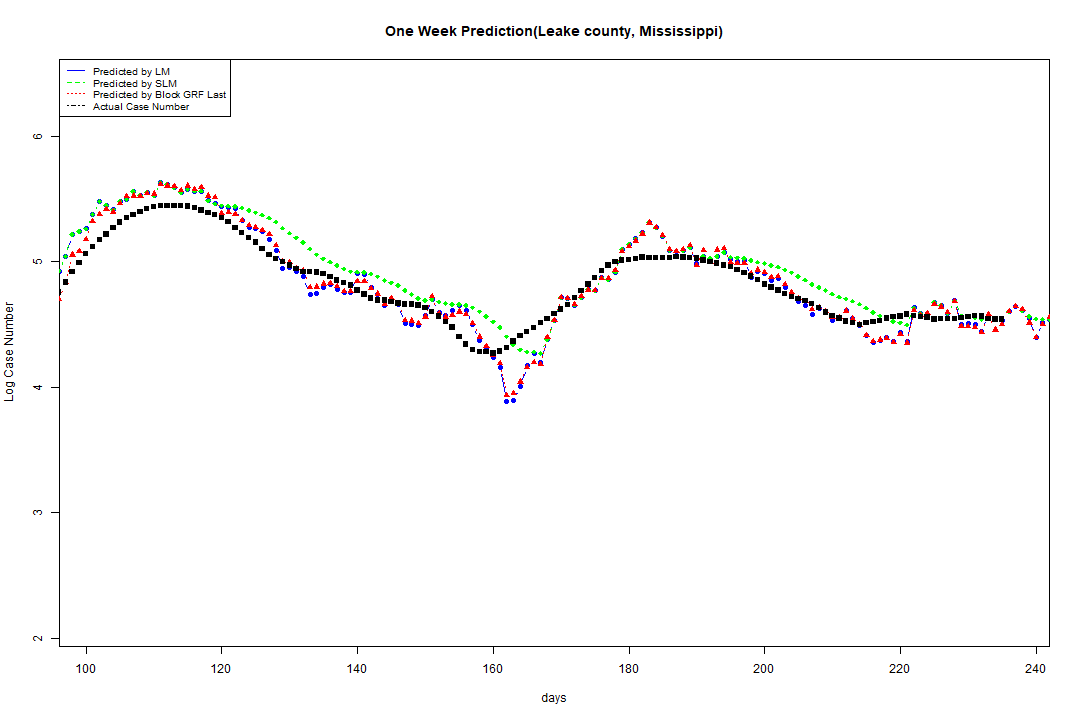 One Week Prediction(Leake county, Mississippi)
Predicted by LM
Predicted by SLM
Predicted by Block GRF Last
Actual Case Number
6
5
4
3
2
Log Case Number
100 120 140 160 180 200 220 240
days